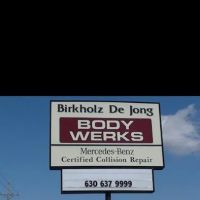 Birkholz De Jong
BODY
WERKS
Mercedes-Benz
Certified Collision Repair
630 637 9999